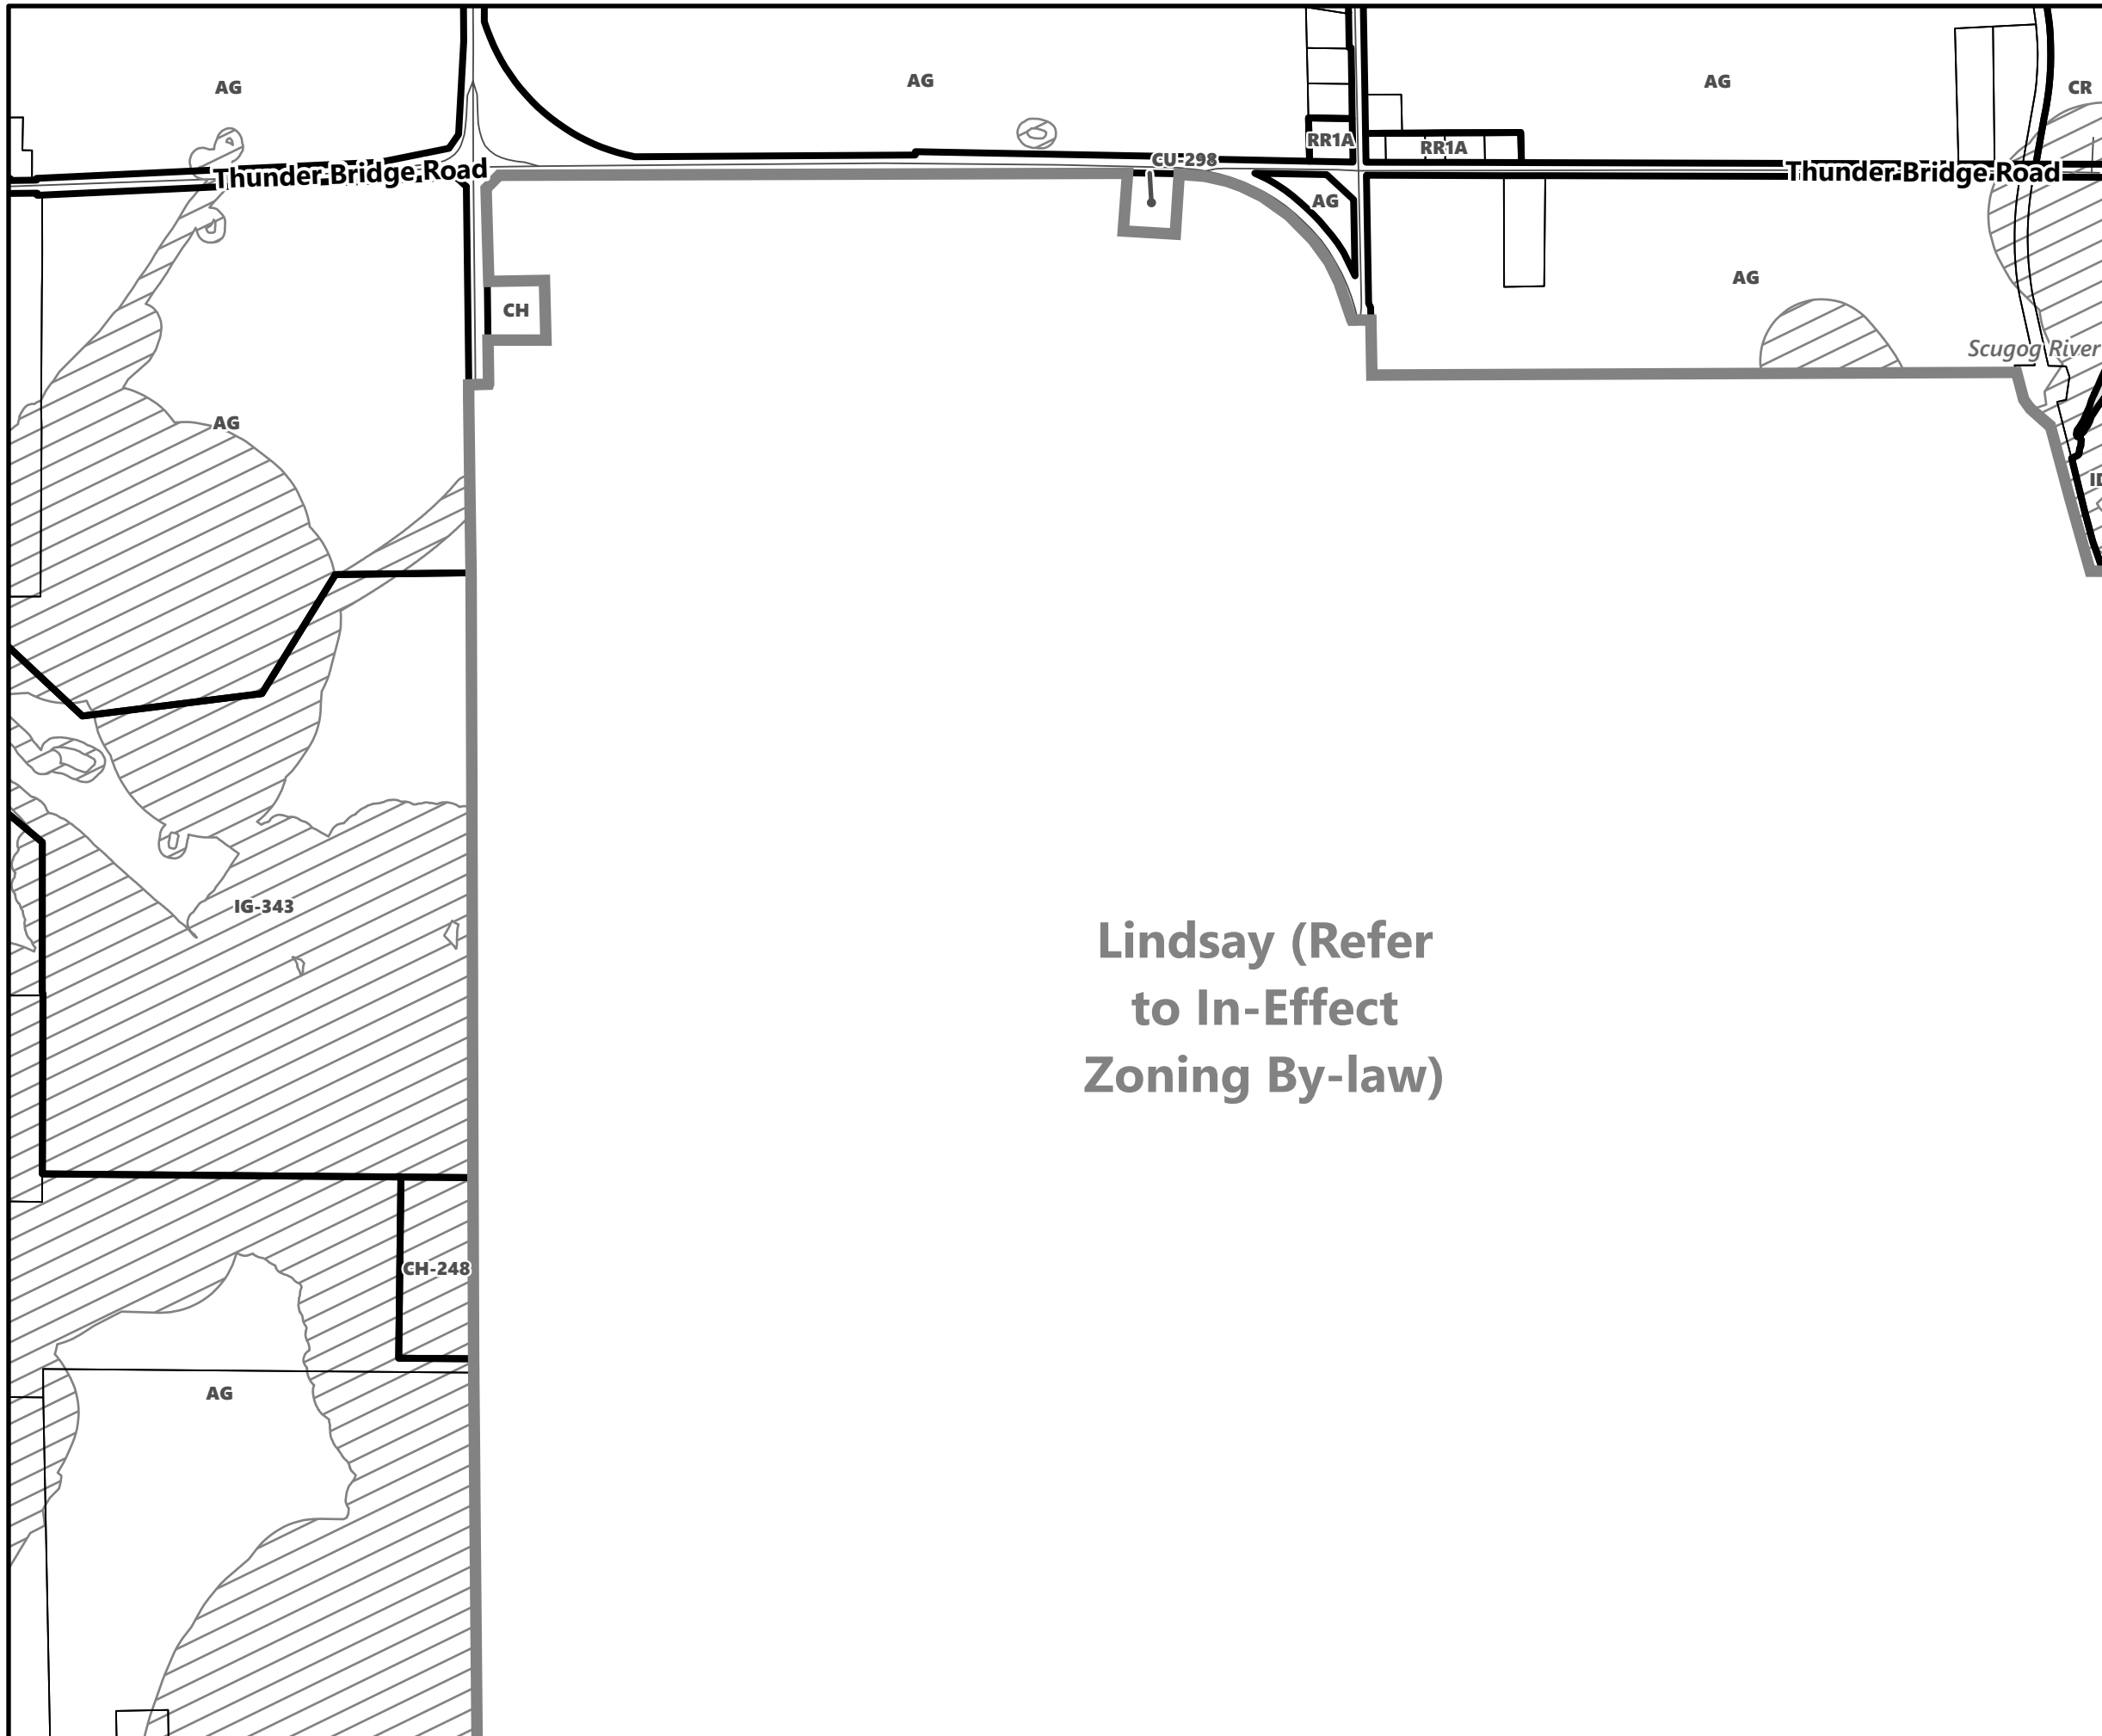 AG
AG
AG
CR
RR1A
RR1A
CU-298
Thunder Bridge Road
Thunder Bridge Road
AG
AG
CH
Scugog River
AG
IG-343
Lindsay (Refer
to In-Effect
Zoning By-law)
CH-248
AG